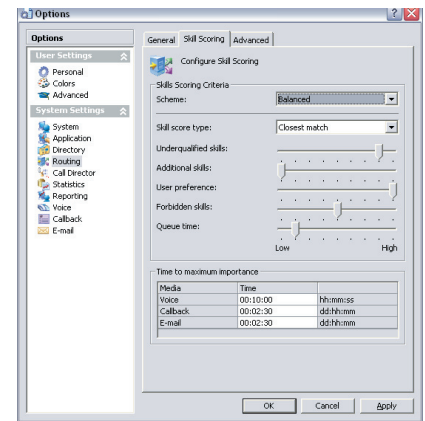 Options
Options
User Settings
Personal
Colors
Advanced
System Settings
System
Application
Directory
Routing
Call Director
Statistics
Reporting
Voice
Callback
E-mail
General Skill Scoring Advanced
Configure Skill Scoring
Skills Scoring Criteria
Scheme: Balanced
Skill score type: Closest match
Underqualified skills:
Additional skills:
User preference:
Forbidden skills:
Queue time:
Low High
Time to maximum importance
Media Time
Voice 00:10:00 hh:mm:ss
Callback 00:02:30 dd:hh:mm
E-mail 00:02:30 dd:hh:mm
OK Cancel Apply